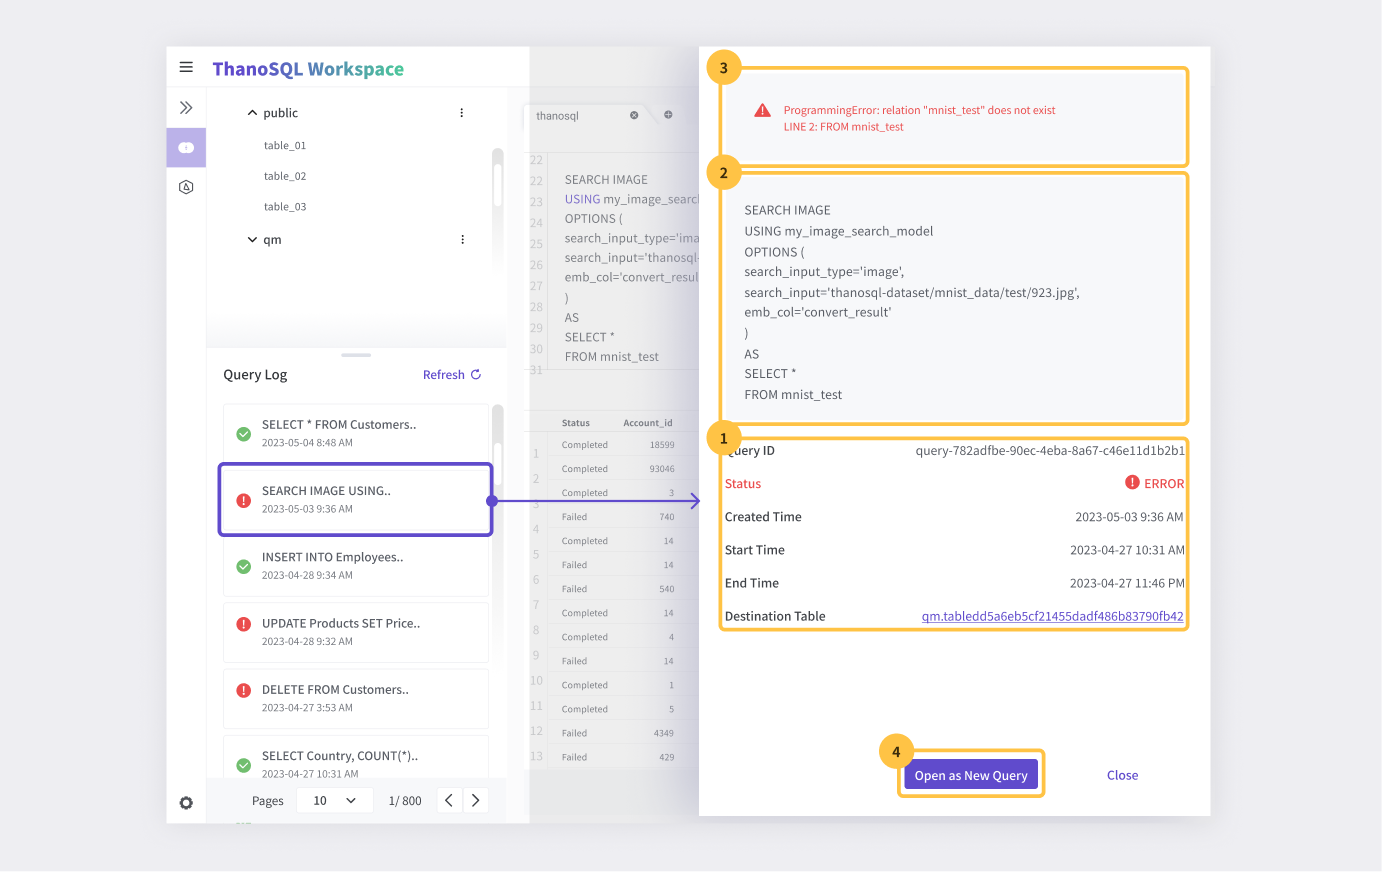 ThanoSQL Workspace
public
table_01
table_02
table_03
qm
Query Log
Refresh
SELECT * FROM Customers..
2023-05-04 8:48 AM
SEARCH IMAGE USING..
2023-05-03 9:36 AM
INSERT INTO Employees..
2023-04-28 9:34 AM
UPDATE Products SET Price..
2023-04-28 9:32 AM
DELETE FROM Customers..
2023-04-27 3:53 AM
SELECT Country, COUNT(*)..
2023-04-27 10:31 AM
Pages
10
1/ 800
thanosql
22
22 SEARCH IMAGE
23 USING my_image_searc
24 OPTIONS (
25 search_input_type='ima
26 search_input='thanosql-
27 emb_col='convert_resul
28 )
29 AS
30 SELECT *
31 FROM mnist_test
Status Account_id
Completed 18599
1
Completed 93046
2
Completed 3
3
Failed 740
4
Completed 14
5
Failed 14
6
Failed 540
7
Completed 14
8
Completed 4
9
Failed 14
10
Completed 1
11
Completed 5
12
Failed 4349
13
Failed 429
3
ProgrammingError: relation "mnist_test" does not exist
LINE 2: FROM mnist_test
2
SEARCH IMAGE
USING my_image_search_model
OPTIONS (
search_input_type='image',
search_input='thanosql-dataset/mnist_data/test/923.jpg',
emb_col='convert_result'
)
AS
SELECT *
FROM mnist_test
1
Query ID query-782adfbe-90ec-4eba-8a67-c46e11d1b2b1
Status ERROR
Created Time 2023-05-03 9:36 AM
Start Time 2023-04-27 10:31 AM
End Time 2023-04-27 11:46 PM
Destination Table qm.tabledd5a6eb5cf21455dadf486b83790fb42
4
Open as New Query
Close